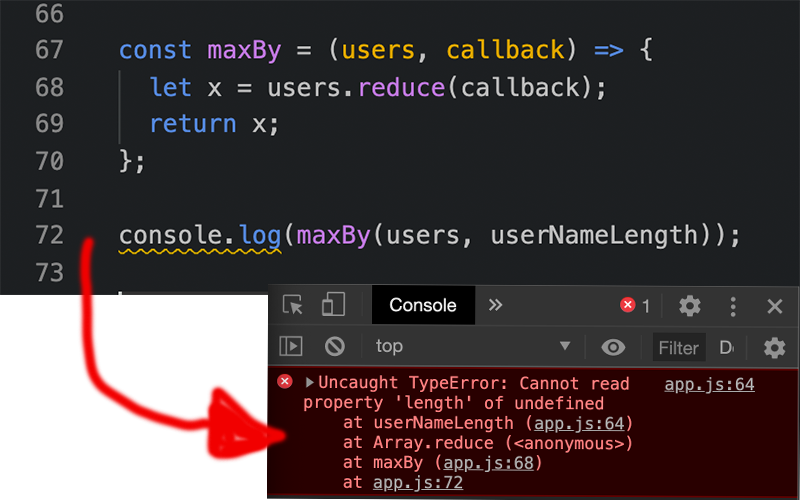 66
67 const maxBy = (users, callback) => {
68 let x = users.reduce(callback);
69 return x;
70 };
71
72 console.log(maxBy(users, userNameLength));
73
Console » 1
top Filter D
Uncaught TypeError: Cannot read app.js:64
property 'length' of undefined
at userNameLength (app.js:64)
at Array.reduce (<anonymous>)
at maxBy (app.js:68)
at app.js:72